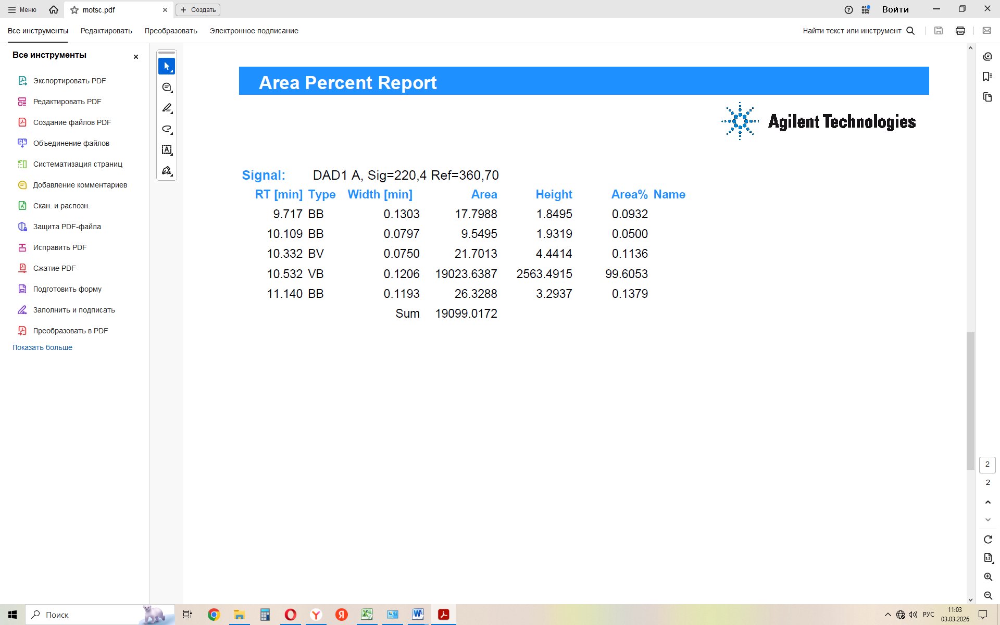 Меню
motsc.pdf
Создать
Войти
Все инструменты
Редактировать
Преобразовать
Электронное подписание
Найти текст или инструмент
Все инструменты
Экспортировать PDF
Редактировать PDF
Создание файлов PDF
Объединение файлов
Систематизация страниц
Добавление комментариев
Скан. и распозн.
Защита PDF-файла
Исправить PDF
Сжатие PDF
Подготовить форму
Заполнить и подписать
Преобразовать в PDF
Показать больше
Area Percent Report
Agilent Technologies
Signal: DAD1 A, Sig=220,4 Ref=360,70
RT [min] Type Width [min] Area Height Area% Name
9.717 BB 0.1303 17.7988 1.8495 0.0932
10.109 BB 0.0797 9.5495 1.9319 0.0500
10.332 BV 0.0750 21.7013 4.4414 0.1136
10.532 VB 0.1206 19023.6387 2563.4915 99.6053
11.140 BB 0.1193 26.3288 3.2937 0.1379
Sum 19099.0172
2
2
Поиск
РУС
11:03
03.03.2026